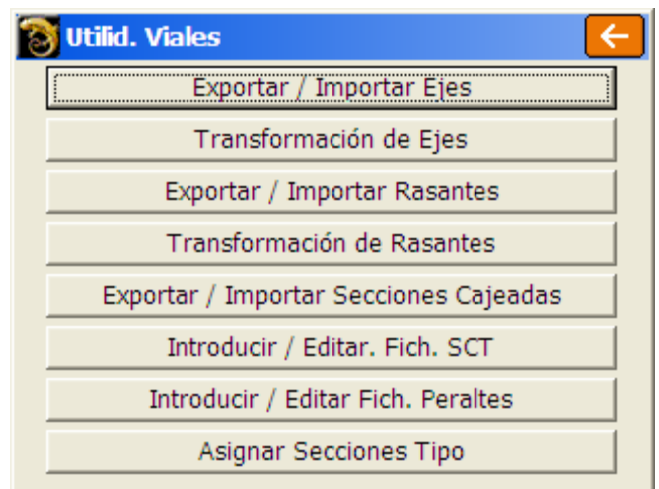 Utilid. Viales
Exportar / Importar Ejes
Transformación de Ejes
Exportar / Importar Rasantes
Transformación de Rasantes
Exportar / Importar Secciones Cajeadas
Introducir / Editar. Fich. SCT
Introducir / Editar Fich. Peraltes
Asignar Secciones Tipo